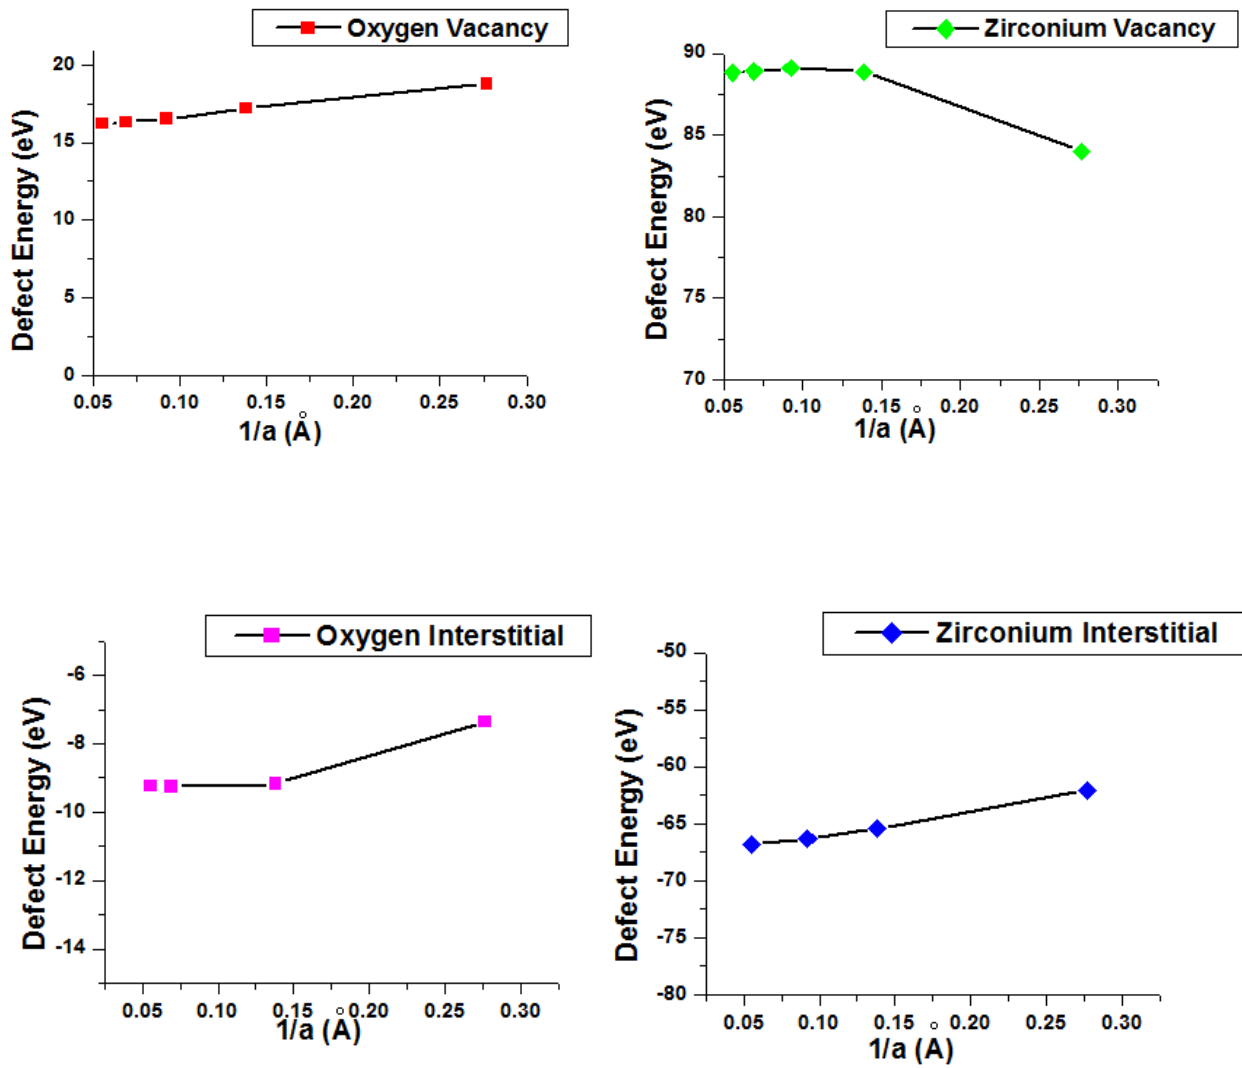 Oxygen Vacancy
Defect Energy (eV)
20
15
10
5
0
0.05 0.10 0.15 0.20 0.25 0.30
1/a (Å)
Zirconium Vacancy
Defect Energy (eV)
90
85
80
75
70
0.05 0.10 0.15 0.20 0.25 0.30
1/a (Å)
Oxygen Interstitial
Defect Energy (eV)
-6
-8
-10
-12
-14
0.05 0.10 0.15 0.20 0.25 0.30
1/a (Å)
Zirconium Interstitial
Defect Energy (eV)
-50
-55
-60
-65
-70
-75
-80
0.05 0.10 0.15 0.20 0.25 0.30
1/a (Å)